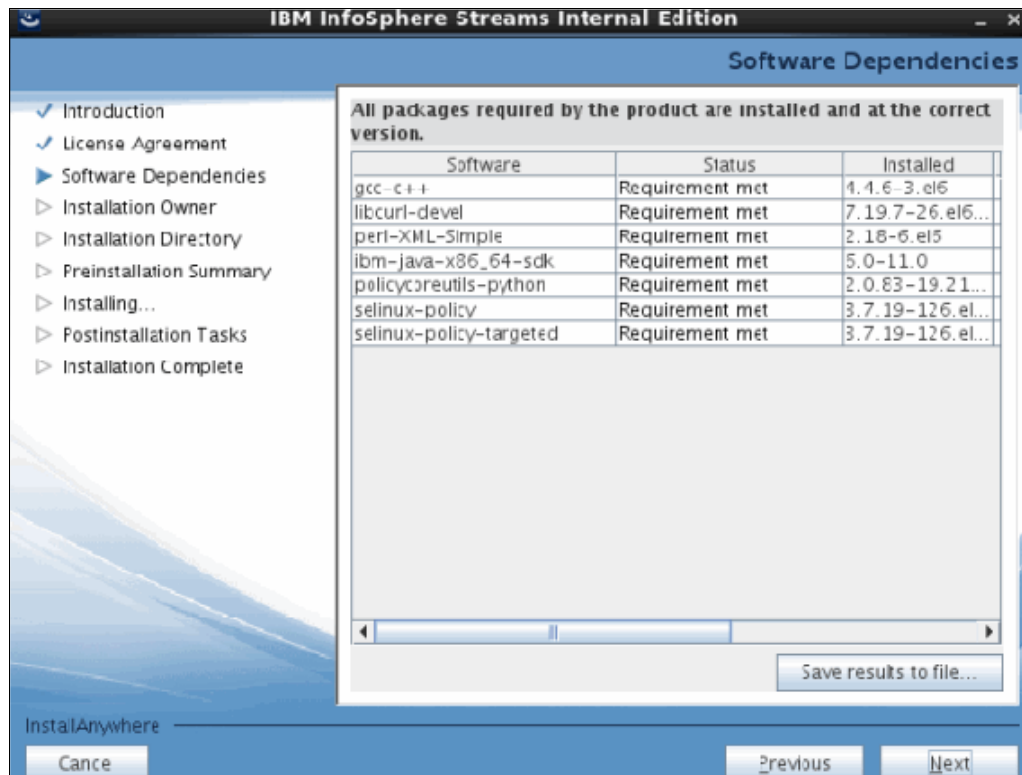 IBM InfoSphere Streams Internal Edition
Software Dependencies
Introduction
License Agreement
Software Dependencies
Installation Owner
Installation Directory
Preinstallation Summary
Installing...
Postinstallation Tasks
Installation Complete
All packages required by the product are installed and at the correct
version.
Software Status Installed
gcc-c++ Requirement met 4.4.6-3.el6
libcurl-devel Requirement met 7.19.7-26.el6...
perl-XML-Simple Requirement met 2.18-6.el5
ibm-java-x86_64-sdk Requirement met 5.0-11.0
policycoreutils-python Requirement met 2.0.83-19.21...
selinux-policy Requirement met 3.7.19-126.el...
selinux-policy-targeted Requirement met 3.7.19-126.el...
Save results to file...
InstallAnywhere
Cance
Previous
Next